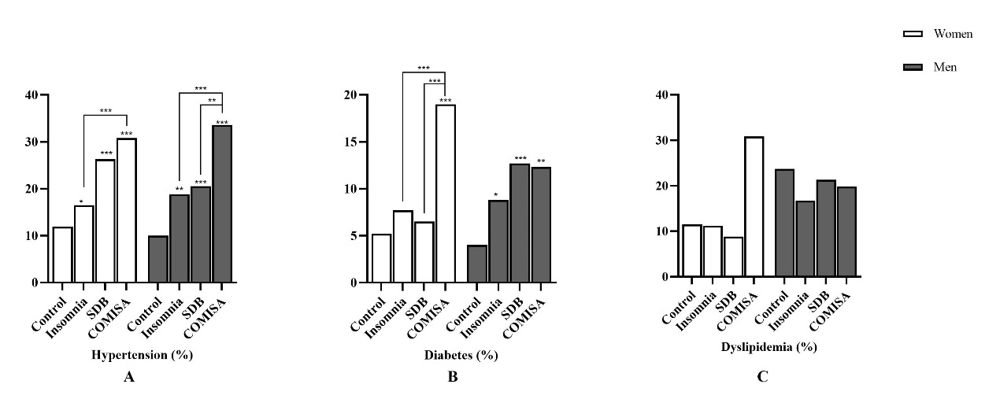 Women
Men
***
***
***
**
***
***
***
*
**
***
***
40
30
20
10
0
Control
Insomnia
SDB
COMISA
Control
Insomnia
SDB
COMISA
Hypertension (%)
A
***
***
***
*
***
**
20
15
10
5
0
Control
Insomnia
SDB
COMISA
Control
Insomnia
SDB
COMISA
Diabetes (%)
B
40
30
20
10
0
Control
Insomnia
SDB
COMISA
Control
Insomnia
SDB
COMISA
Dyslipidemia (%)
C